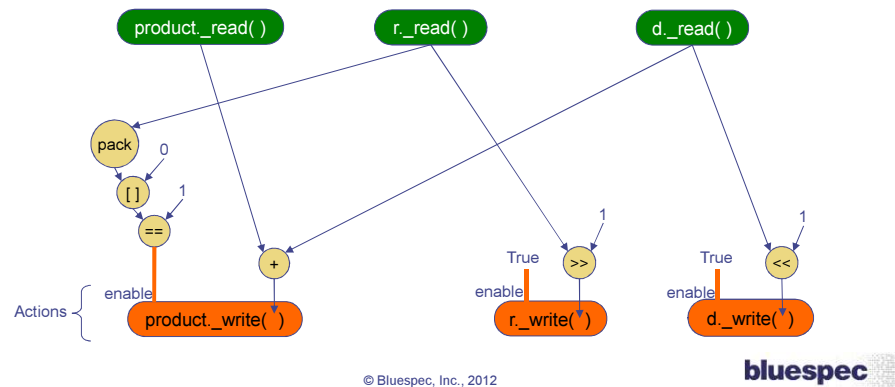 product._read( )
r._read( )
d._read( )
pack
0
[ ]
1
==
+
True
>>
1
True
<<
1
enable
enable
enable
Actions
product._write( )
r._write( )
d._write( )
© Bluespec, Inc., 2012
bluespec